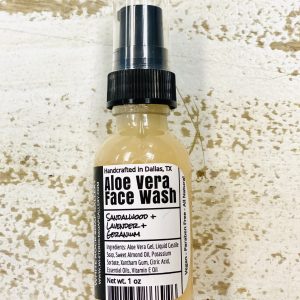 Handcrafted in Dallas, TX
Aloe Vera
Face Wash
SANDALWOOD +
LAVENDER +
GERANIUM
Ingredients: Aloe Vera Gel, Liquid Castile
Soap, Sweet Almond Oil, Potassium
Sorbate, Xantham Gum, Citric Acid,
Essential Oils, Vitamin E Oil
Net Wt. 1 oz
Vegan - Paraben Free - All Natural